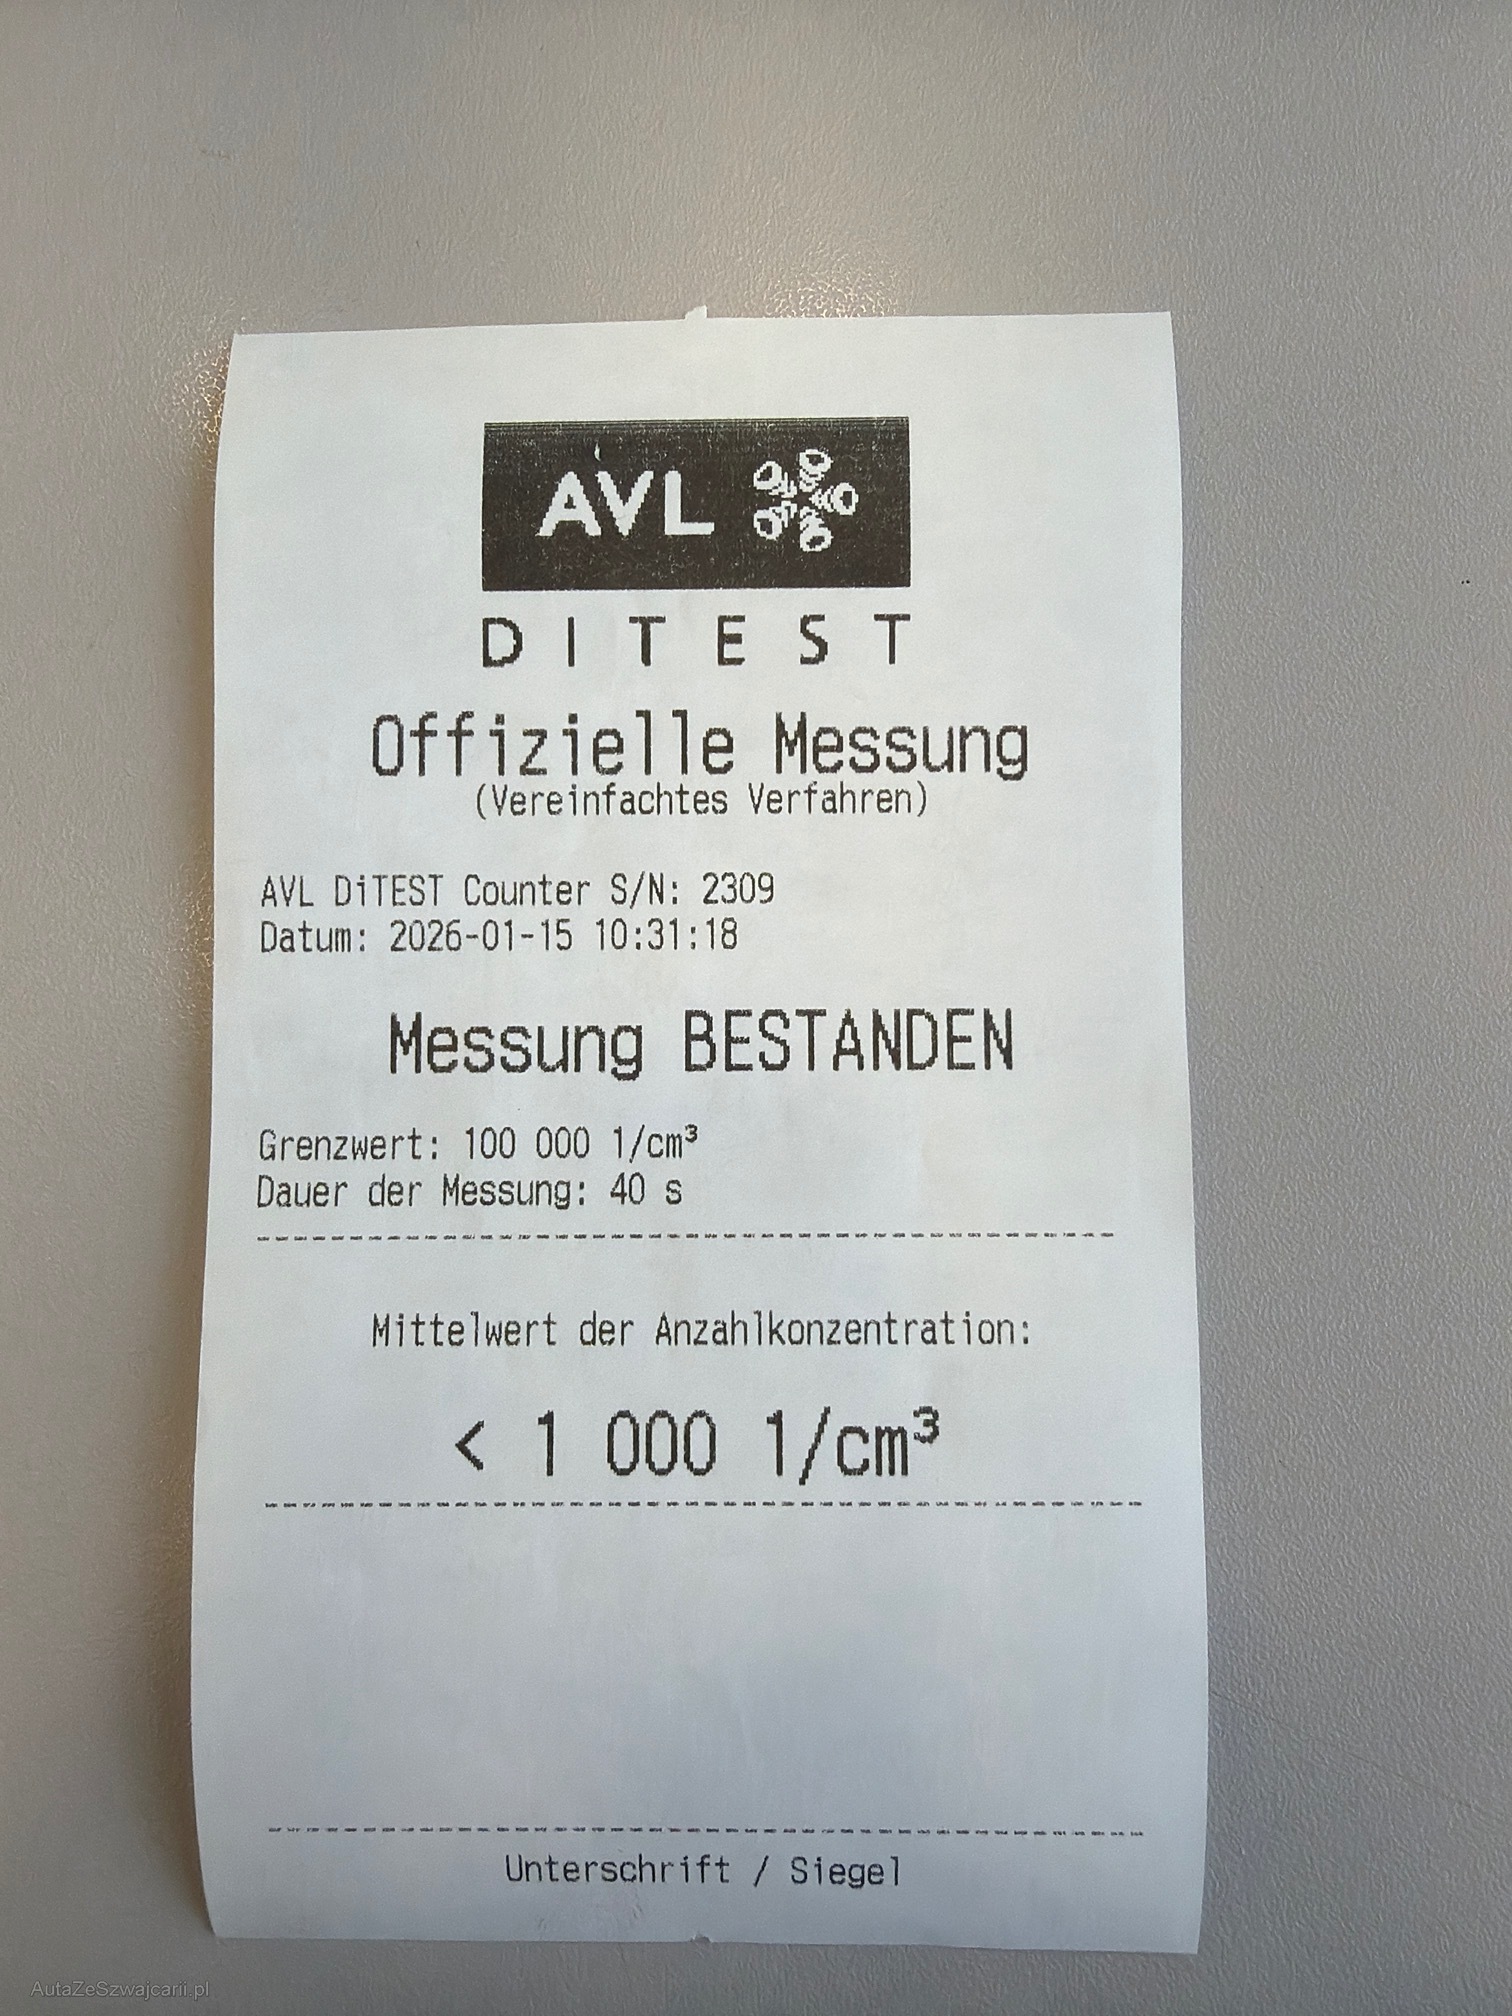 AVL
DITEST
Offizielle Messung
(Vereinfachtes Verfahren)
AVL DiTEST Counter S/N: 2309
Datum: 2026-01-15 10:31:18
Messung BESTANDEN
Grenzwert: 100 000 1/cm³
Dauer der Messung: 40 s
Mittelwert der Anzahlkonzentration:
< 1 000 1/cm³
Unterschrift / Siegel
AutaZeSzwajcarii.pl